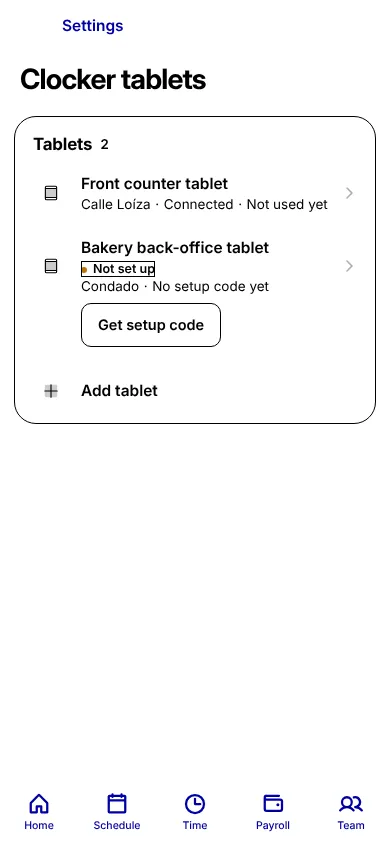 Settings
Clocker tablets
Tablets 2
Front counter tablet
Calle Loíza · Connected · Not used yet
Bakery back-office tablet
Not set up
Condado · No setup code yet
Get setup code
Add tablet
Home Schedule Time Payroll Team